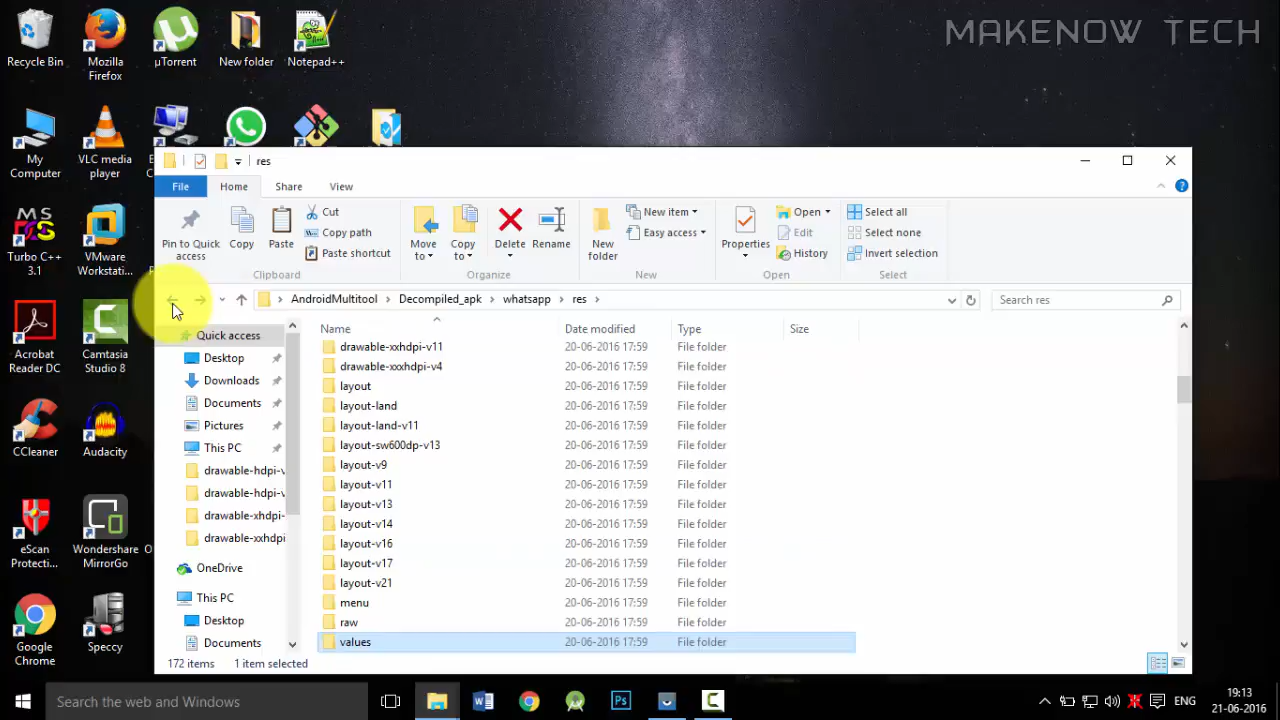 MAKENOW TECH
Recycle Bin
Mozilla Firefox
µTorrent
New folder
Notepad++
My Computer
VLC media player
Turbo C++ 3.1
VMware Workstati...
Acrobat Reader DC
Camtasia Studio 8
CCleaner
Audacity
eScan Protecti...
Wondershare MirrorGo
Google Chrome
Speccy
res
File Home Share View
Pin to Quick access
Copy
Paste
Cut
Copy path
Paste shortcut
Clipboard
Move to
Copy to
Delete
Rename
Organize
New folder
New item
Easy access
New
Properties
Open
Edit
History
Open
Select all
Select none
Invert selection
Select
AndroidMultitool > Decompiled_apk > whatsapp > res >
Search res
Quick access
Desktop
Downloads
Documents
Pictures
This PC
drawable-hdpi-v
drawable-hdpi-v
drawable-xhdpi-
drawable-xxhdpi
OneDrive
This PC
Desktop
Documents
Name Date modified Type Size
drawable-xxhdpi-v11 20-06-2016 17:59 File folder
drawable-xxxhdpi-v4 20-06-2016 17:59 File folder
layout 20-06-2016 17:59 File folder
layout-land 20-06-2016 17:59 File folder
layout-land-v11 20-06-2016 17:59 File folder
layout-sw600dp-v13 20-06-2016 17:59 File folder
layout-v9 20-06-2016 17:59 File folder
layout-v11 20-06-2016 17:59 File folder
layout-v13 20-06-2016 17:59 File folder
layout-v14 20-06-2016 17:59 File folder
layout-v16 20-06-2016 17:59 File folder
layout-v17 20-06-2016 17:59 File folder
layout-v21 20-06-2016 17:59 File folder
menu 20-06-2016 17:59 File folder
raw 20-06-2016 17:59 File folder
values 20-06-2016 17:59 File folder
172 items 1 item selected
Search the web and Windows
ENG
19:13
21-06-2016